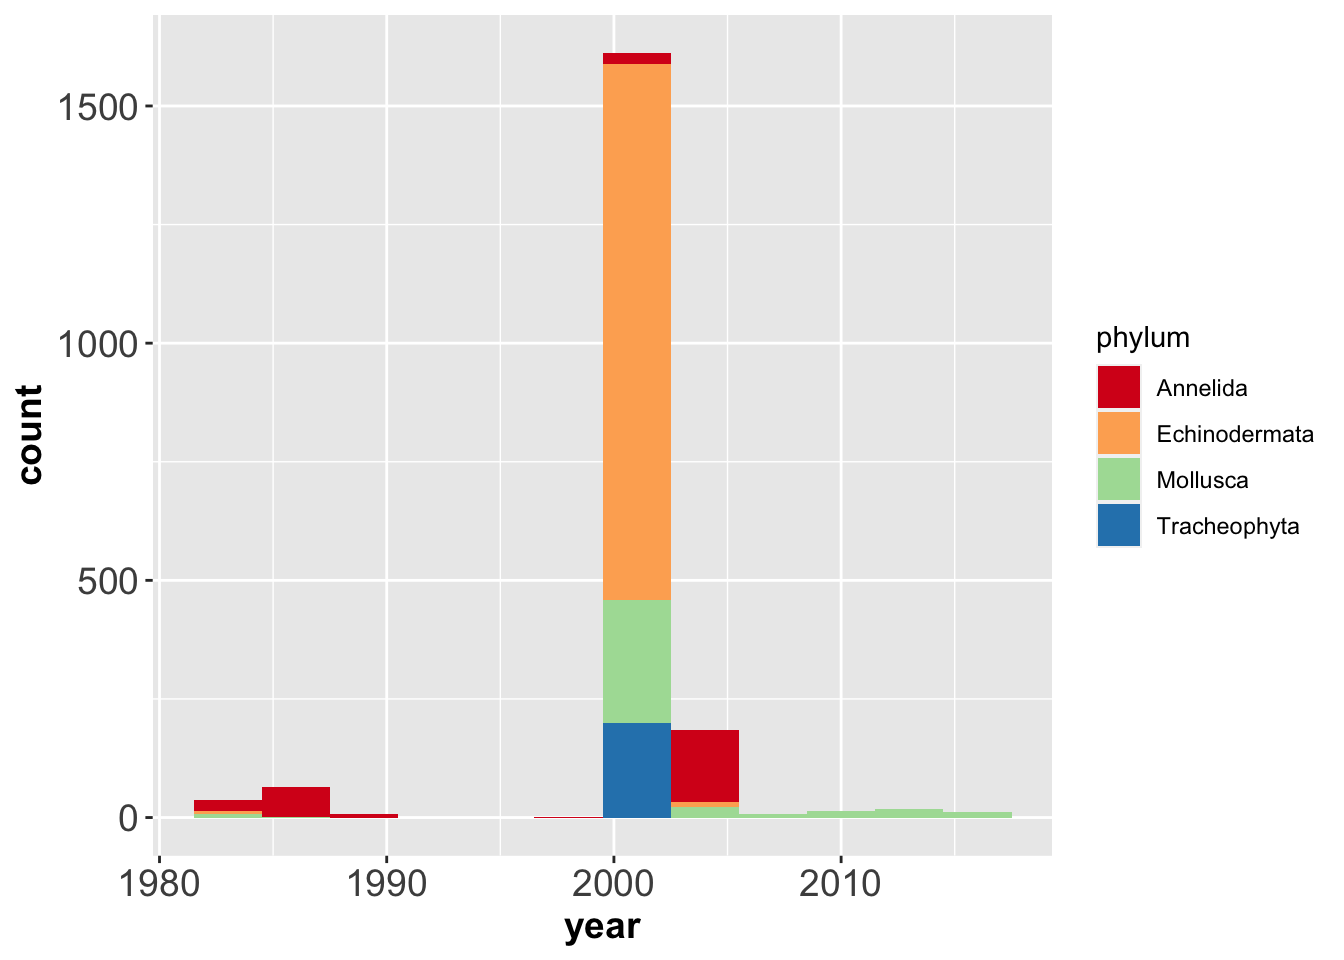 1500
1000
500
0
count
1980 1990 2000 2010
year
phylum
Annelida
Echinodermata
Mollusca
Tracheophyta